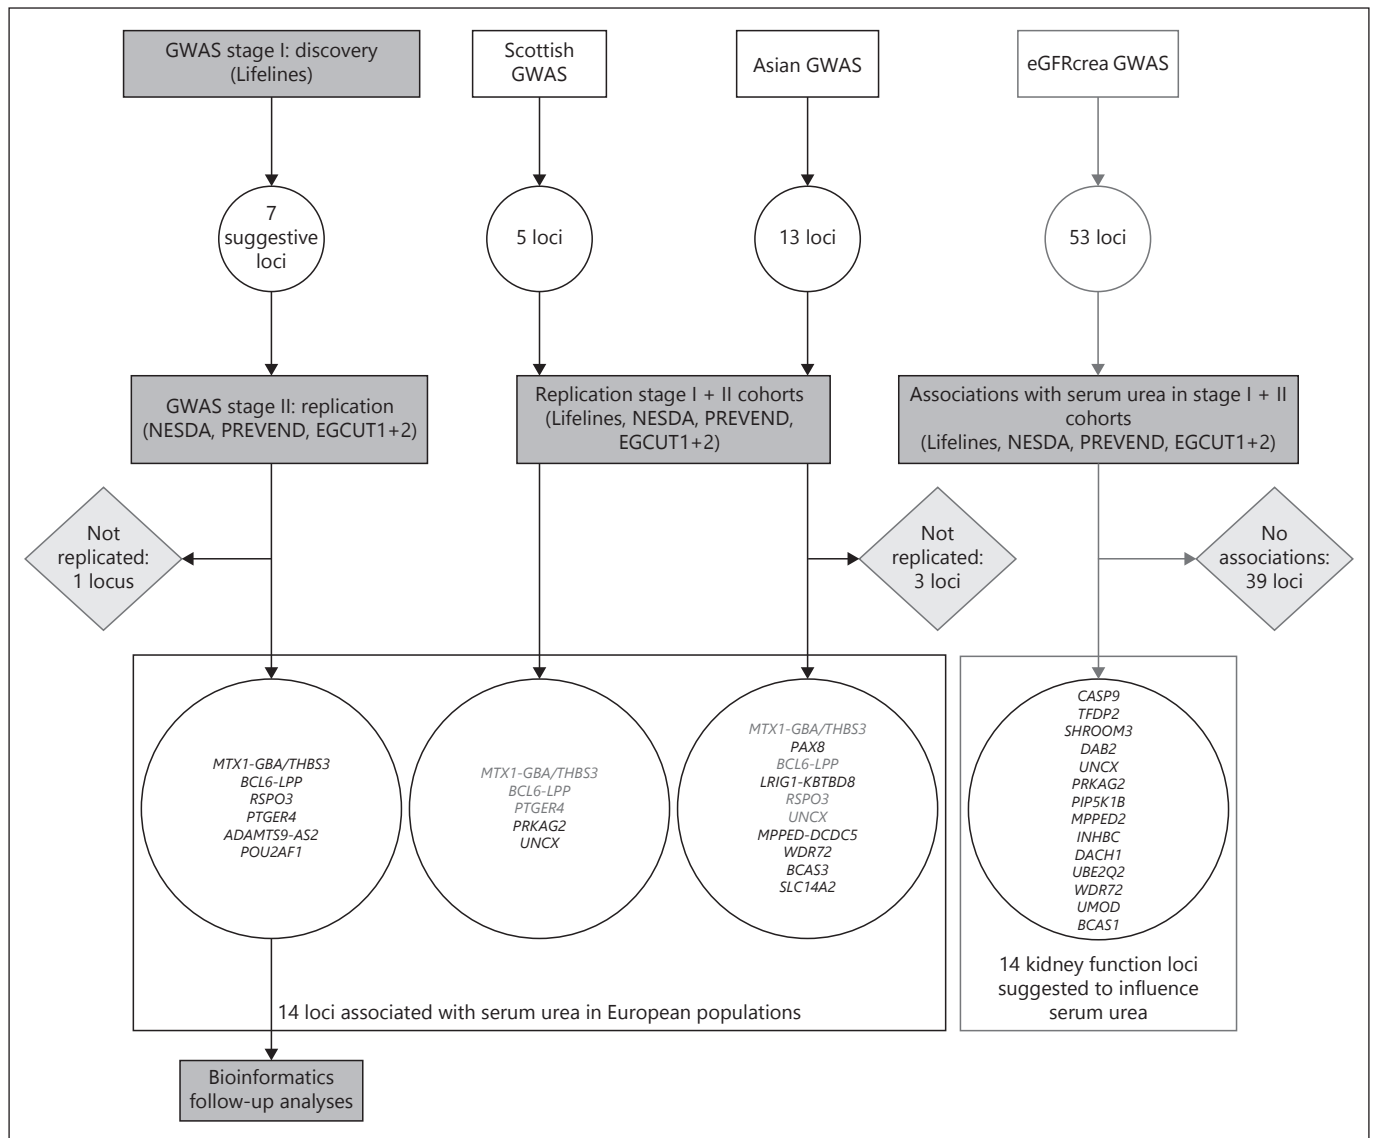 GWAS stage I: discovery
(Lifelines)
Scottish
GWAS
Asian GWAS
eGFRcrea GWAS
7
suggestive
loci
5 loci
13 loci
53 loci
GWAS stage II: replication
(NESDA, PREVEND, EGCUT1+2)
Replication stage I + II cohorts
(Lifelines, NESDA, PREVEND,
EGCUT1+2)
Associations with serum urea in stage I + II
cohorts
(Lifelines, NESDA, PREVEND, EGCUT1+2)
Not
replicated:
1 locus
Not
replicated:
3 loci
No
associations:
39 loci
MTX1-GBA/THBS3
BCL6-LPP
RSPO3
PTGER4
ADAMTS9-AS2
POU2AF1
MTX1-GBA/THBS3
BCL6-LPP
PTGER4
PRKAG2
UNCX
MTX1-GBA/THBS3
PAX8
BCL6-LPP
LRIG1-KBTBD8
RSPO3
UNCX
MPPED-DCDC5
WDR72
BCAS3
SLC14A2
CASP9
TFDP2
SHROOM3
DAB2
UNCX
PRKAG2
PIP5K1B
MPPED2
INHBC
DACH1
UBE2Q2
WDR72
UMOD
BCAS1
14 loci associated with serum urea in European populations
14 kidney function loci
suggested to influence
serum urea
Bioinformatics
follow-up analyses